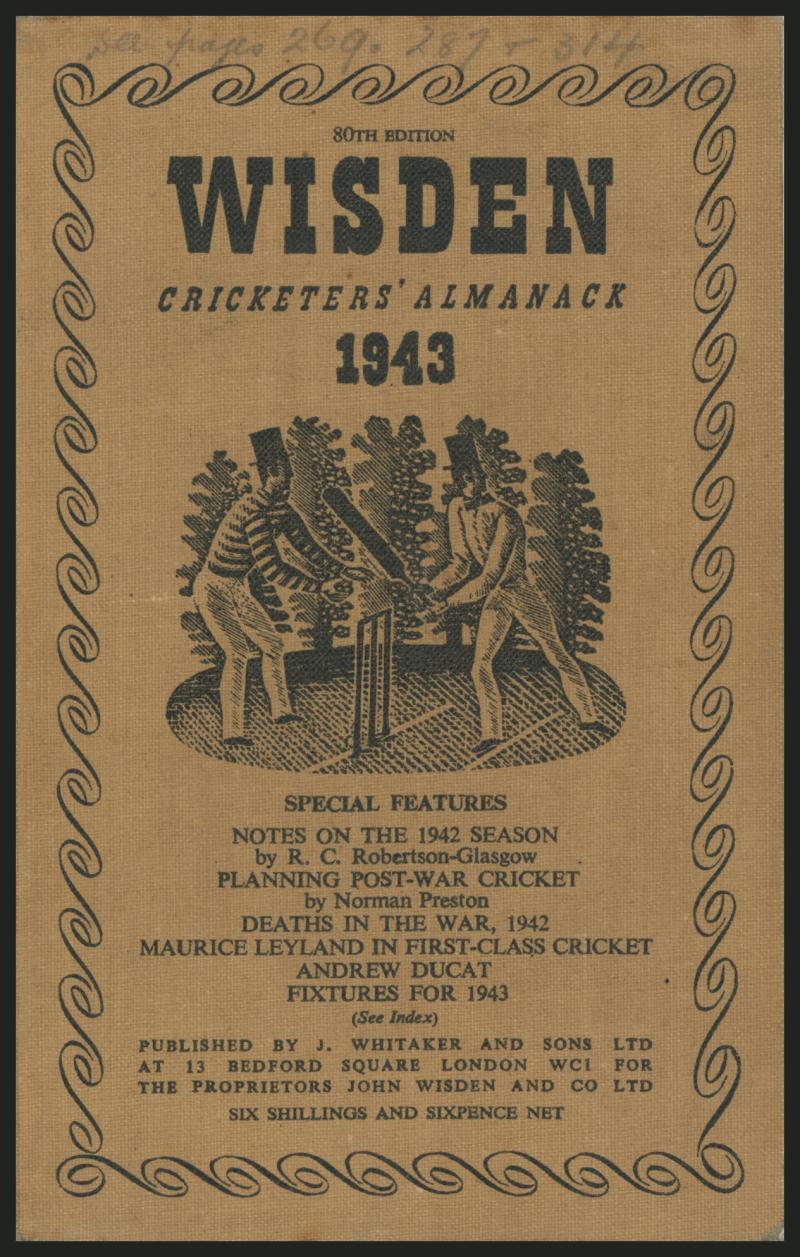 See pages 269. 287 + 314
80TH EDITION
WISDEN
CRICKETERS' ALMANACK
1943
SPECIAL FEATURES
NOTES ON THE 1942 SEASON
by R. C. Robertson-Glasgow
PLANNING POST-WAR CRICKET
by Norman Preston
DEATHS IN THE WAR, 1942
MAURICE LEYLAND IN FIRST-CLASS CRICKET
ANDREW DUCAT
FIXTURES FOR 1943
(See Index)
PUBLISHED BY J. WHITAKER AND SONS LTD
AT 13 BEDFORD SQUARE LONDON WC1 FOR
THE PROPRIETORS JOHN WISDEN AND CO LTD
SIX SHILLINGS AND SIXPENCE NET